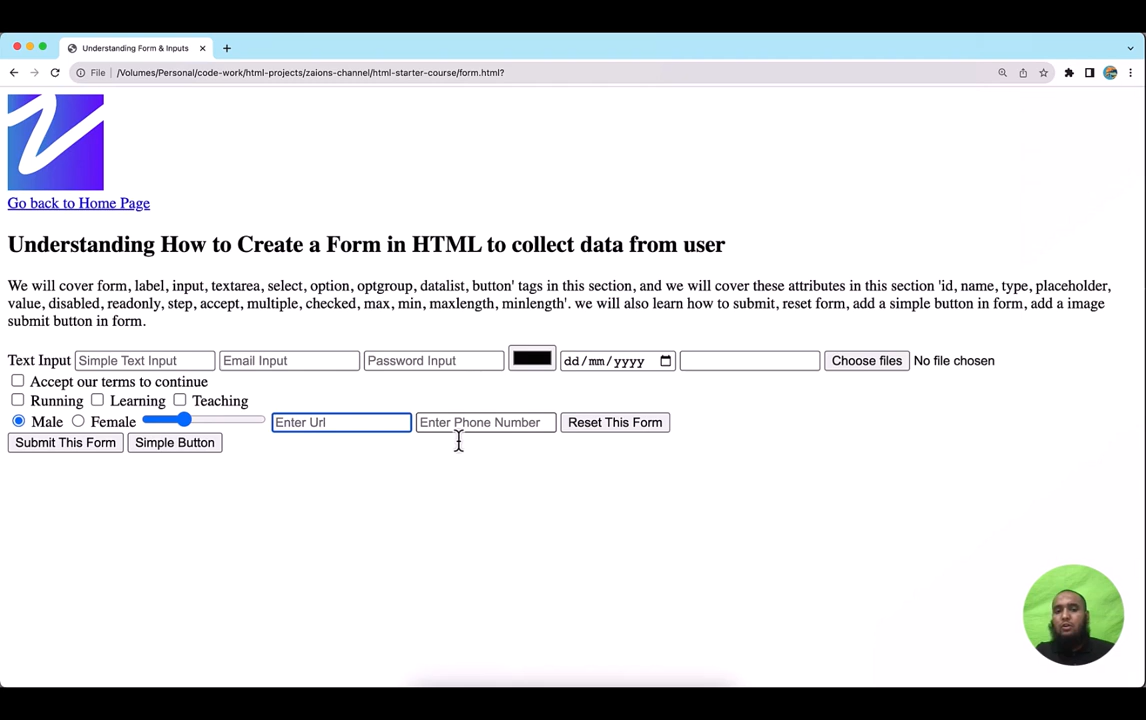 Understanding Form & Inputs
File /Volumes/Personal/code-work/html-projects/zaions-channel/html-starter-course/form.html?
Go back to Home Page
Understanding How to Create a Form in HTML to collect data from user
We will cover form, label, input, textarea, select, option, optgroup, datalist, button' tags in this section, and we will cover these attributes in this section 'id, name, type, placeholder,
value, disabled, readonly, step, accept, multiple, checked, max, min, maxlength, minlength'. we will also learn how to submit, reset form, add a simple button in form, add a image
submit button in form.
Text Input Simple Text Input Email Input Password Input dd/mm/yyyy Choose files No file chosen
Accept our terms to continue
Running Learning Teaching
Male Female Enter Url Enter Phone Number Reset This Form
Submit This Form Simple Button